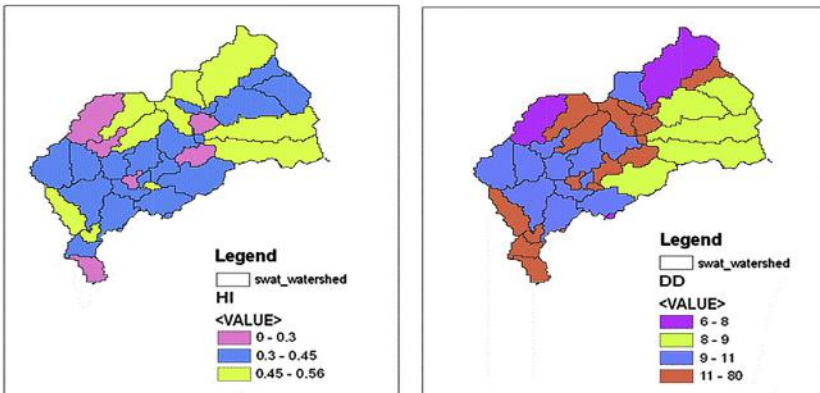 Legend
swat_watershed
HI
<VALUE>
0 - 0.3
0.3 - 0.45
0.45 - 0.56
Legend
swat_watershed
DD
<VALUE>
6 - 8
8 - 9
9 - 11
11 - 80